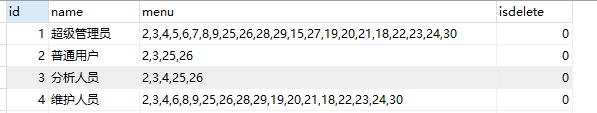 id name menu isdelete
1 超级管理员 2,3,4,5,6,7,8,9,25,26,28,29,15,27,19,20,21,18,22,23,24,30 0
2 普通用户 2,3,25,26 0
3 分析人员 2,3,4,25,26 0
4 维护人员 2,3,4,6,8,9,25,26,28,29,19,20,21,18,22,23,24,30 0